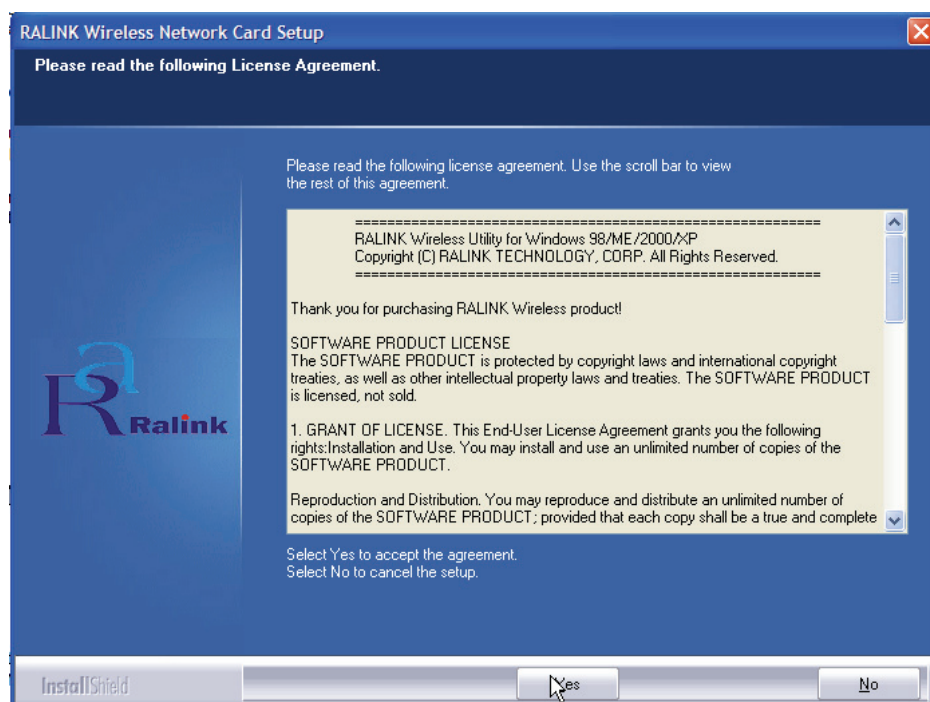 RALINK Wireless Network Card Setup
Please read the following License Agreement.
Please read the following license agreement. Use the scroll bar to view
the rest of this agreement.
==========================================================
RALINK Wireless Utility for Windows 98/ME/2000/XP
Copyright (C) RALINK TECHNOLOGY, CORP. All Rights Reserved.
==========================================================
Thank you for purchasing RALINK Wireless product!
SOFTWARE PRODUCT LICENSE
The SOFTWARE PRODUCT is protected by copyright laws and international copyright
treaties, as well as other intellectual property laws and treaties. The SOFTWARE PRODUCT
is licensed, not sold.
1. GRANT OF LICENSE. This End-User License Agreement grants you the following
rights:Installation and Use. You may install and use an unlimited number of copies of the
SOFTWARE PRODUCT.
Reproduction and Distribution. You may reproduce and distribute an unlimited number of
copies of the SOFTWARE PRODUCT; provided that each copy shall be a true and complete
Ra
Ralink
Select Yes to accept the agreement.
Select No to cancel the setup.
InstallShield
Yes
No